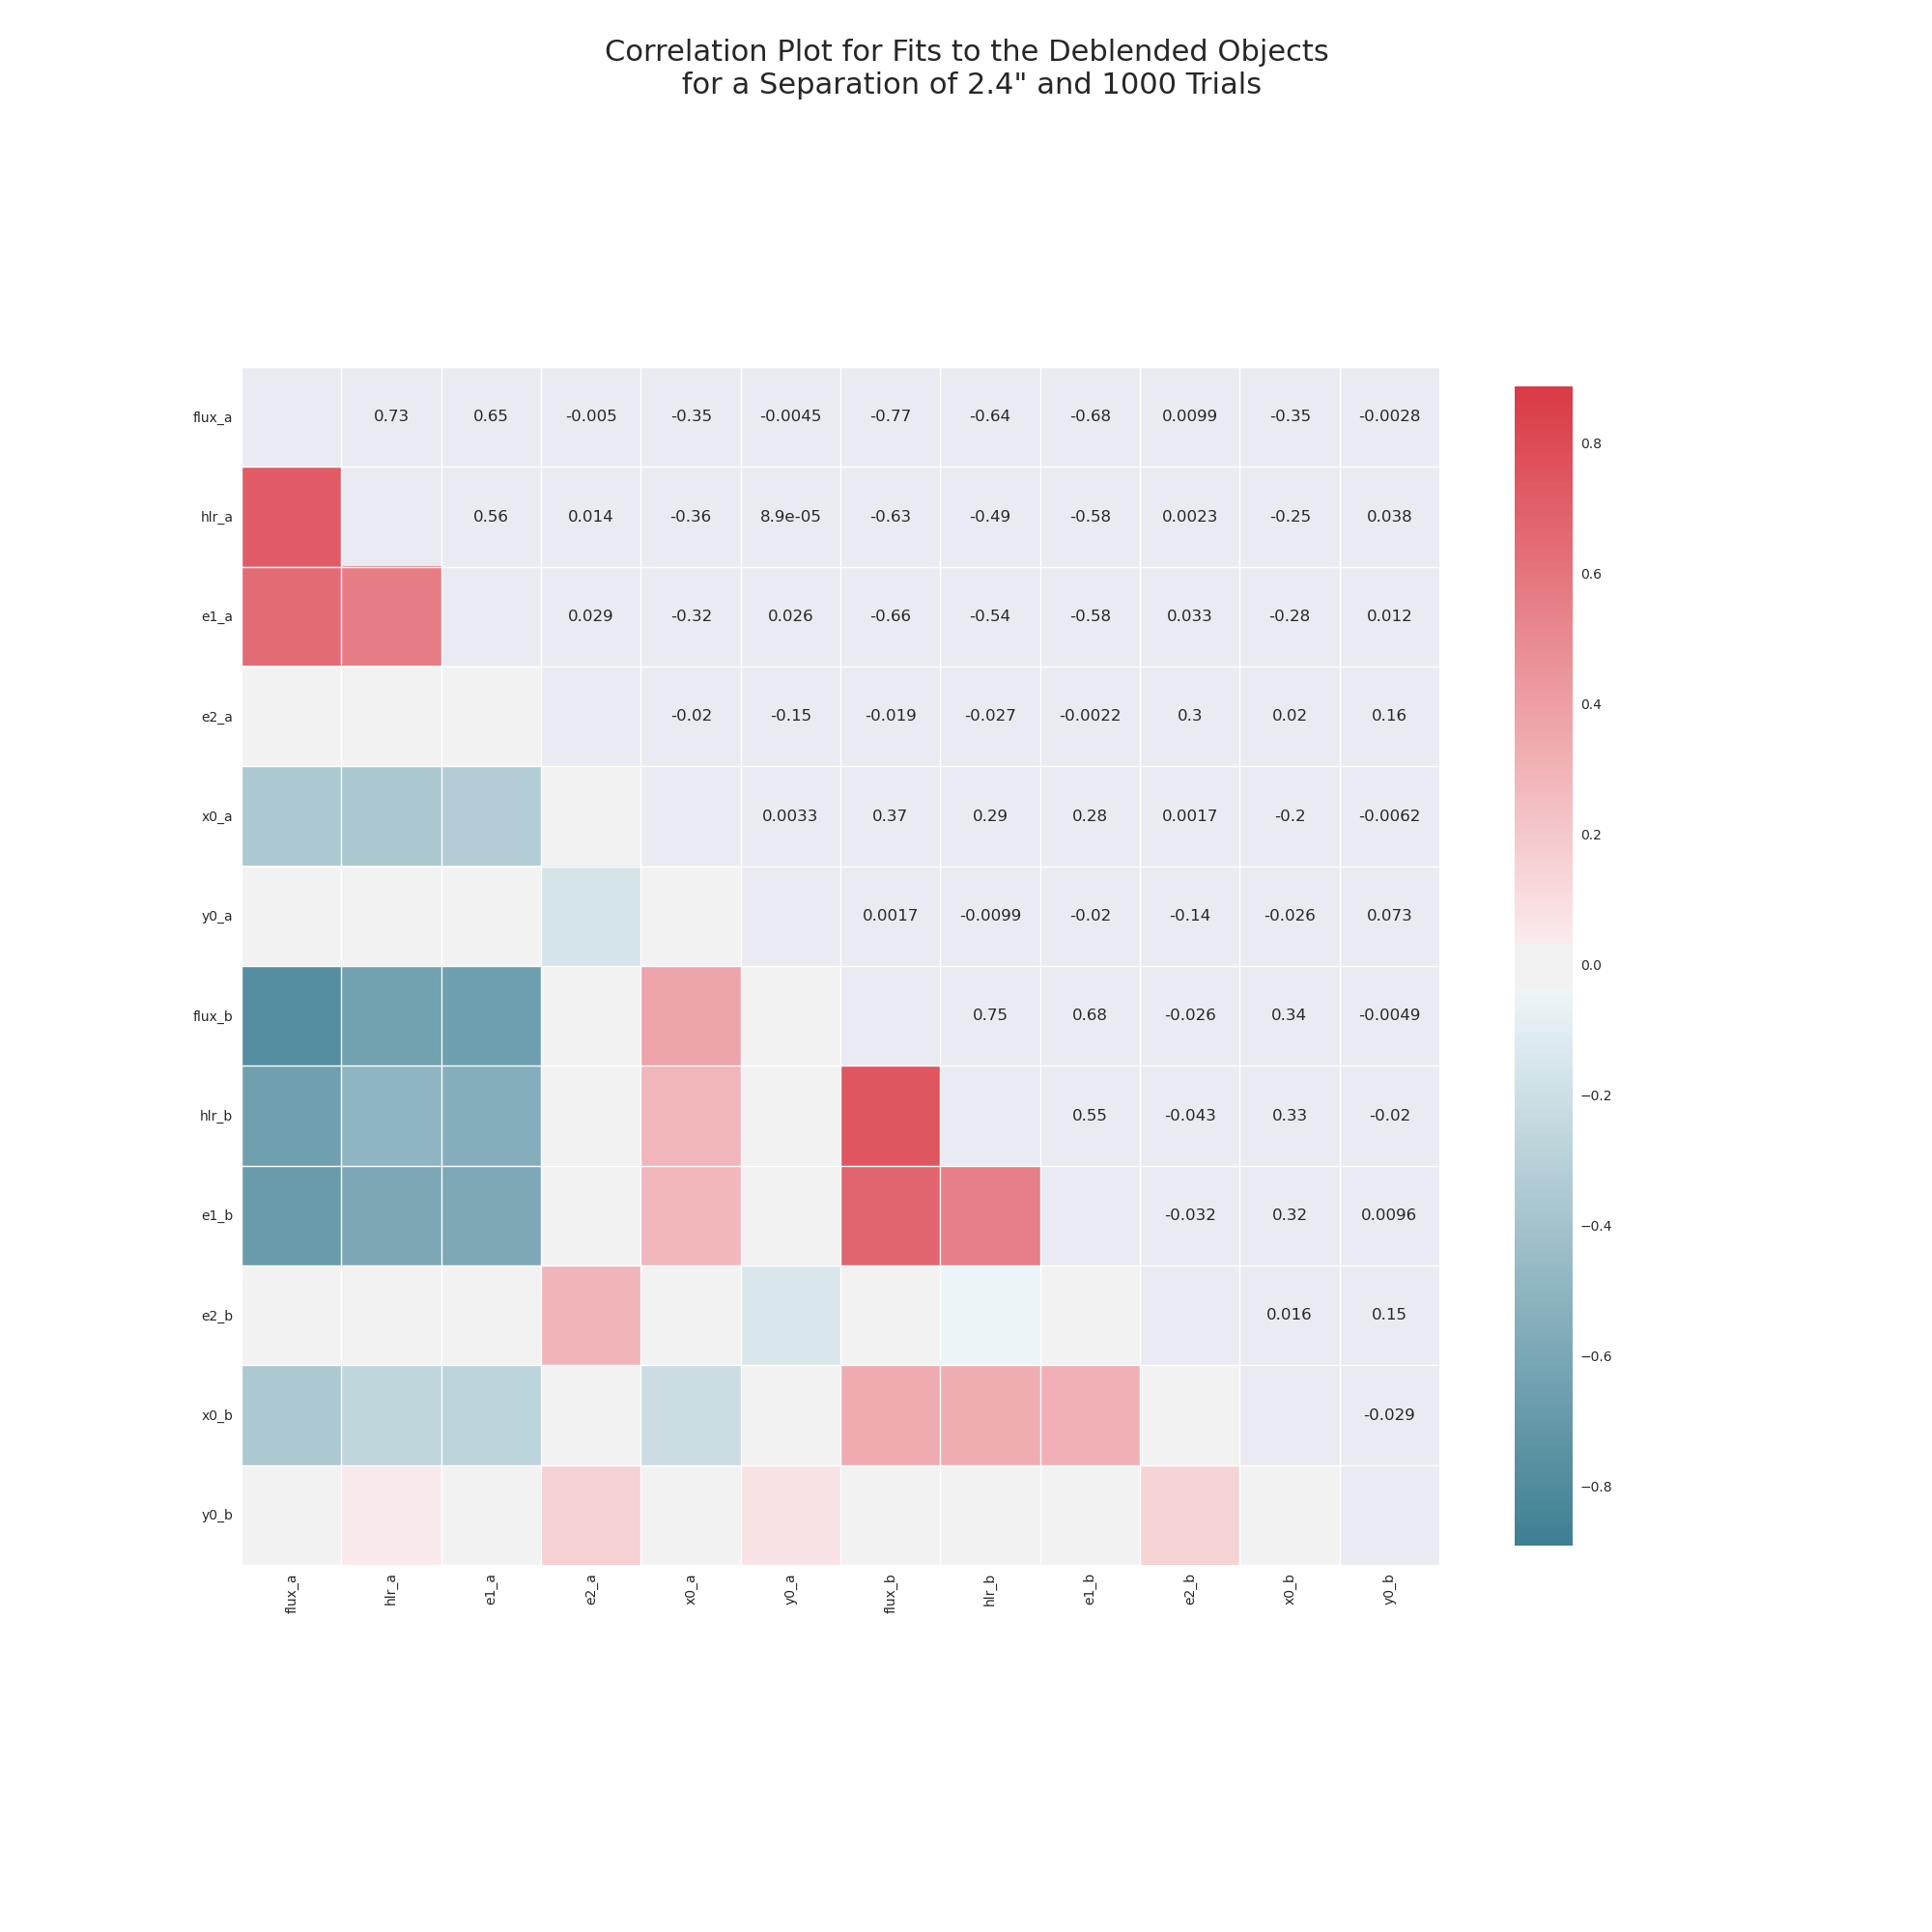 Correlation Plot for Fits to the Deblended Objects
for a Separation of 2.4" and 1000 Trials
flux_a 0.73 0.65 -0.005 -0.35 -0.0045 -0.77 -0.64 -0.68 0.0099 -0.35 -0.0028
hlr_a 0.56 0.014 -0.36 8.9e-05 -0.63 -0.49 -0.58 0.0023 -0.25 0.038
e1_a 0.029 -0.32 0.026 -0.66 -0.54 -0.58 0.033 -0.28 0.012
e2_a -0.02 -0.15 -0.019 -0.027 -0.0022 0.3 0.02 0.16
x0_a 0.0033 0.37 0.29 0.28 0.0017 -0.2 -0.0062
y0_a 0.0017 -0.0099 -0.02 -0.14 -0.026 0.073
flux_b 0.75 0.68 -0.026 0.34 -0.0049
hlr_b 0.55 -0.043 0.33 -0.02
e1_b -0.032 0.32 0.0096
e2_b 0.016 0.15
x0_b -0.029
y0_b
flux_a hlr_a e1_a e2_a x0_a y0_a flux_b hlr_b e1_b e2_b x0_b y0_b
0.8
0.6
0.4
0.2
0.0
−0.2
−0.4
−0.6
−0.8